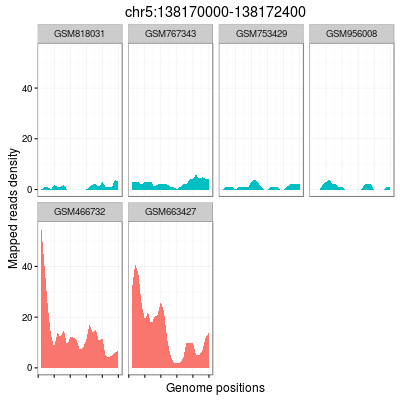 chr5:138170000-138172400
GSM818031 GSM767343 GSM753429 GSM956008
40
20
0
GSM466732 GSM663427
40
20
0
Mapped reads density
Genome positions